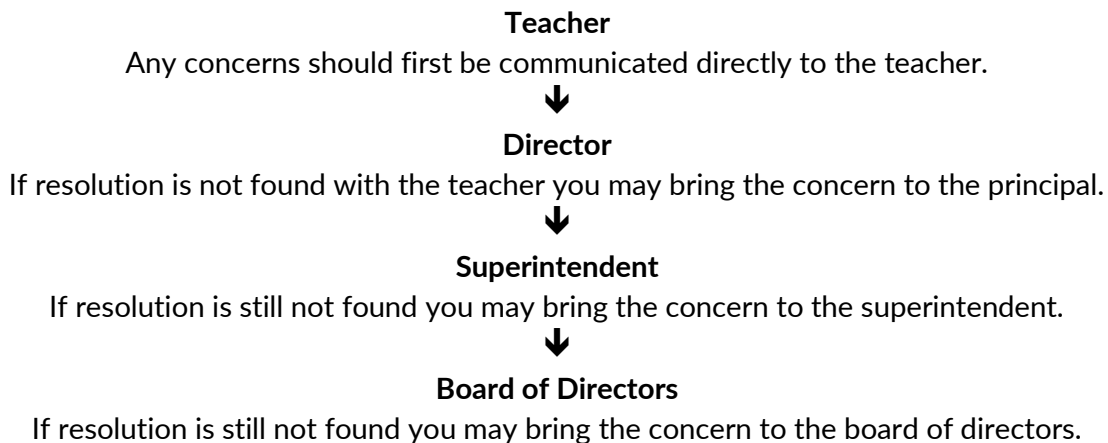 Teacher
Any concerns should first be communicated directly to the teacher.
Director
If resolution is not found with the teacher you may bring the concern to the principal.
Superintendent
If resolution is still not found you may bring the concern to the superintendent.
Board of Directors
If resolution is still not found you may bring the concern to the board of directors.